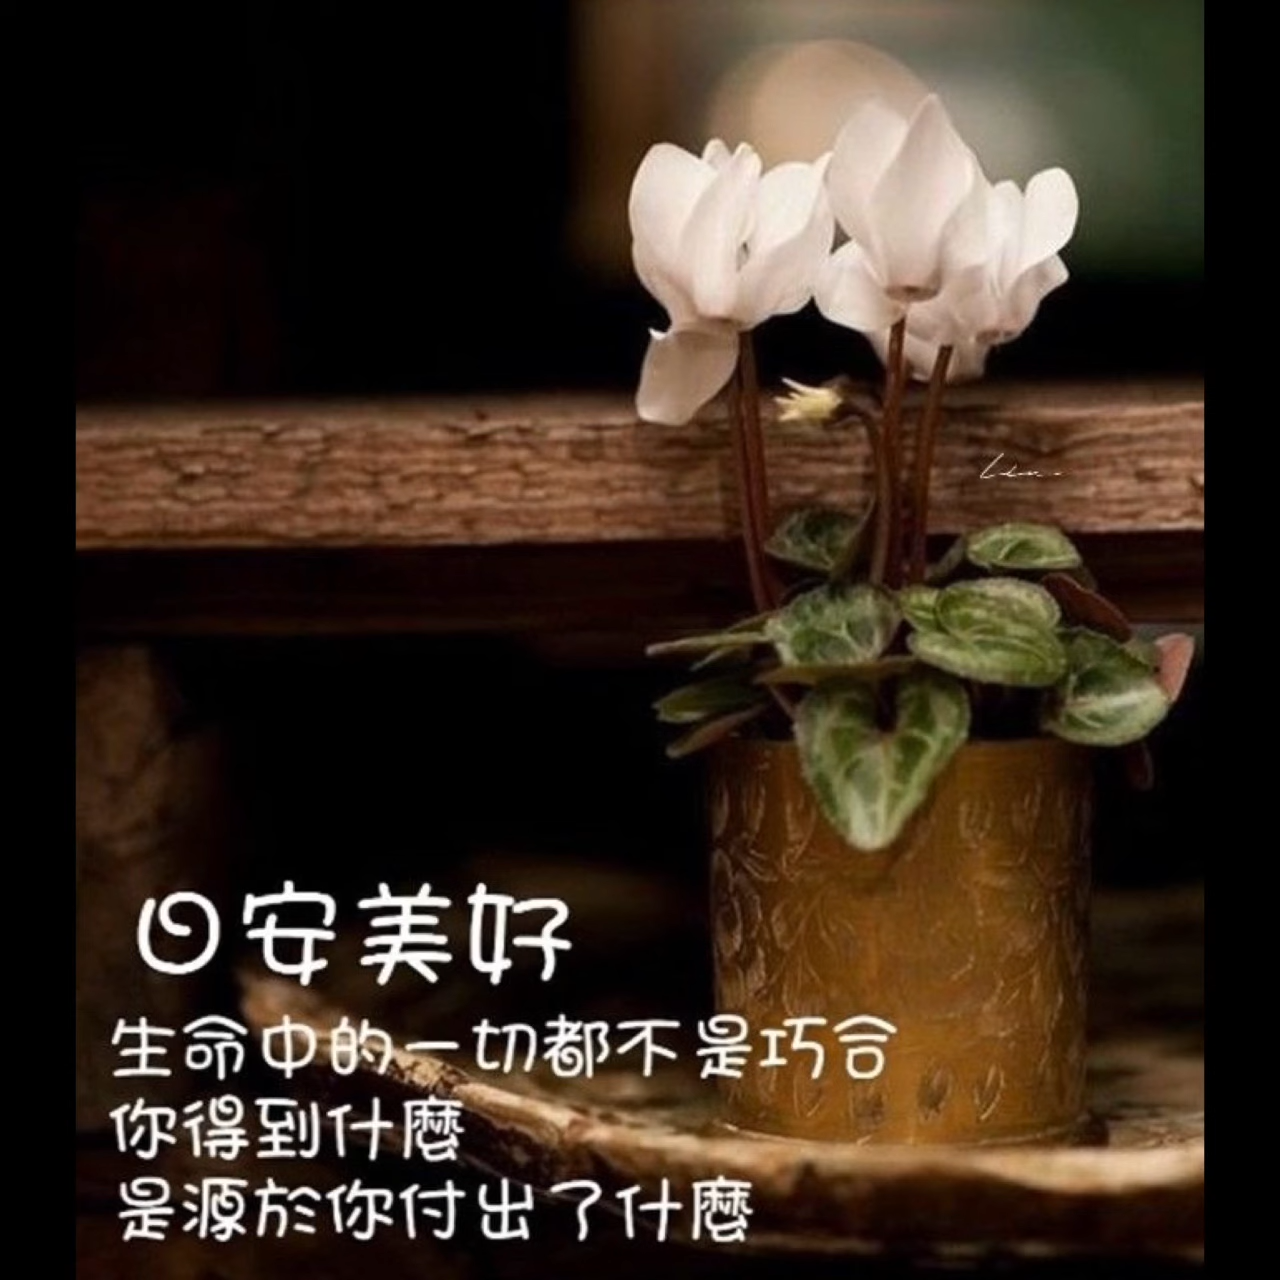 日安美好
生命中的一切都不是巧合
你得到什麼
是源於你付出了什麼